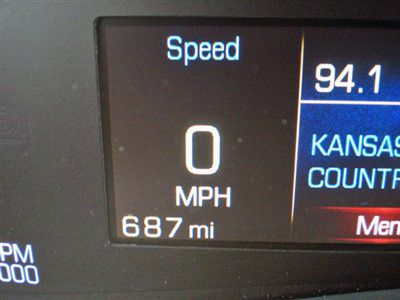 Speed
94.1
0
MPH
KANSAS
COUNTR
687 mi
Men
PM
000